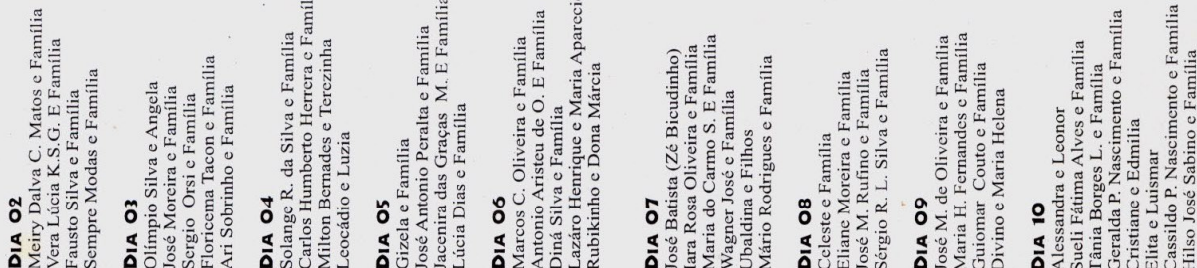 DIA 02
Meiry Dalva C. Matos e Família
Vera Lúcia K.S.G. E Família
Fausto Silva e Família
Sempre Modas e Família
DIA 03
Olímpio Silva e Angela
José Moreira e Família
Sergio Orsi e Família
Floricema Tacon e Família
Ari Sobrinho e Família
DIA 04
Solange R. da Silva e Família
Carlos Humberto Herrera e Famíl
Milton Bernades e Terezinha
Leocádio e Luzia
DIA 05
Gizela e Família
José Antonio Peralta e Família
Jacenira das Graças M. E Família
Lúcia Dias e Família
DIA 06
Marcos C. Oliveira e Família
Antonio Aristeu de O. E Família
Diná Silva e Família
Lazáro Henrique e Maria Apareci
Rubikinho e Dona Márcia
DIA 07
José Batista (Zé Bicudinho)
Iara Rosa Oliveira e Família
Maria do Carmo S. E Família
Wagner José e Família
Ubaldina e Filhos
Mário Rodrigues e Família
DIA 08
Celeste e Família
Eliane Moreira e Família
José M. Rufino e Família
Sérgio R. L. Silva e Família
DIA 09
José M. de Oliveira e Família
Maria H. Fernandes e Família
Guiomar Couto e Família
Divino e Maria Helena
DIA 10
Alessandra e Leonor
Sueli Fátima Alves e Família
Tânia Borges L. e Família
Geralda P. Nascimento e Família
Cristiane e Edmilia
Elta e Luismar
Cassildo P. Nascimento e Família
Hilso José Sabino e Família